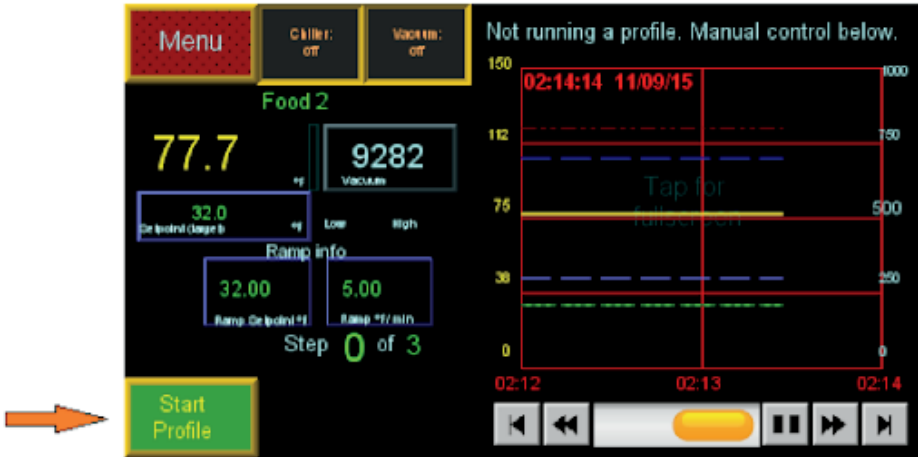 Menu
Chiller:
off
Vacuum:
off
Food 2
77.7
°F
9282
Vacuum
32.0
Setpoint (target)
°F
Low
High
Ramp info
32.00
Ramp Setpoint °F
5.00
Ramp °F/min
Step 0 of 3
Start
Profile
Not running a profile. Manual control below.
150
1000
02:14:14 11/09/15
112
750
Tap for
fullscreen
75
500
38
250
0
0
02:12
02:13
02:14